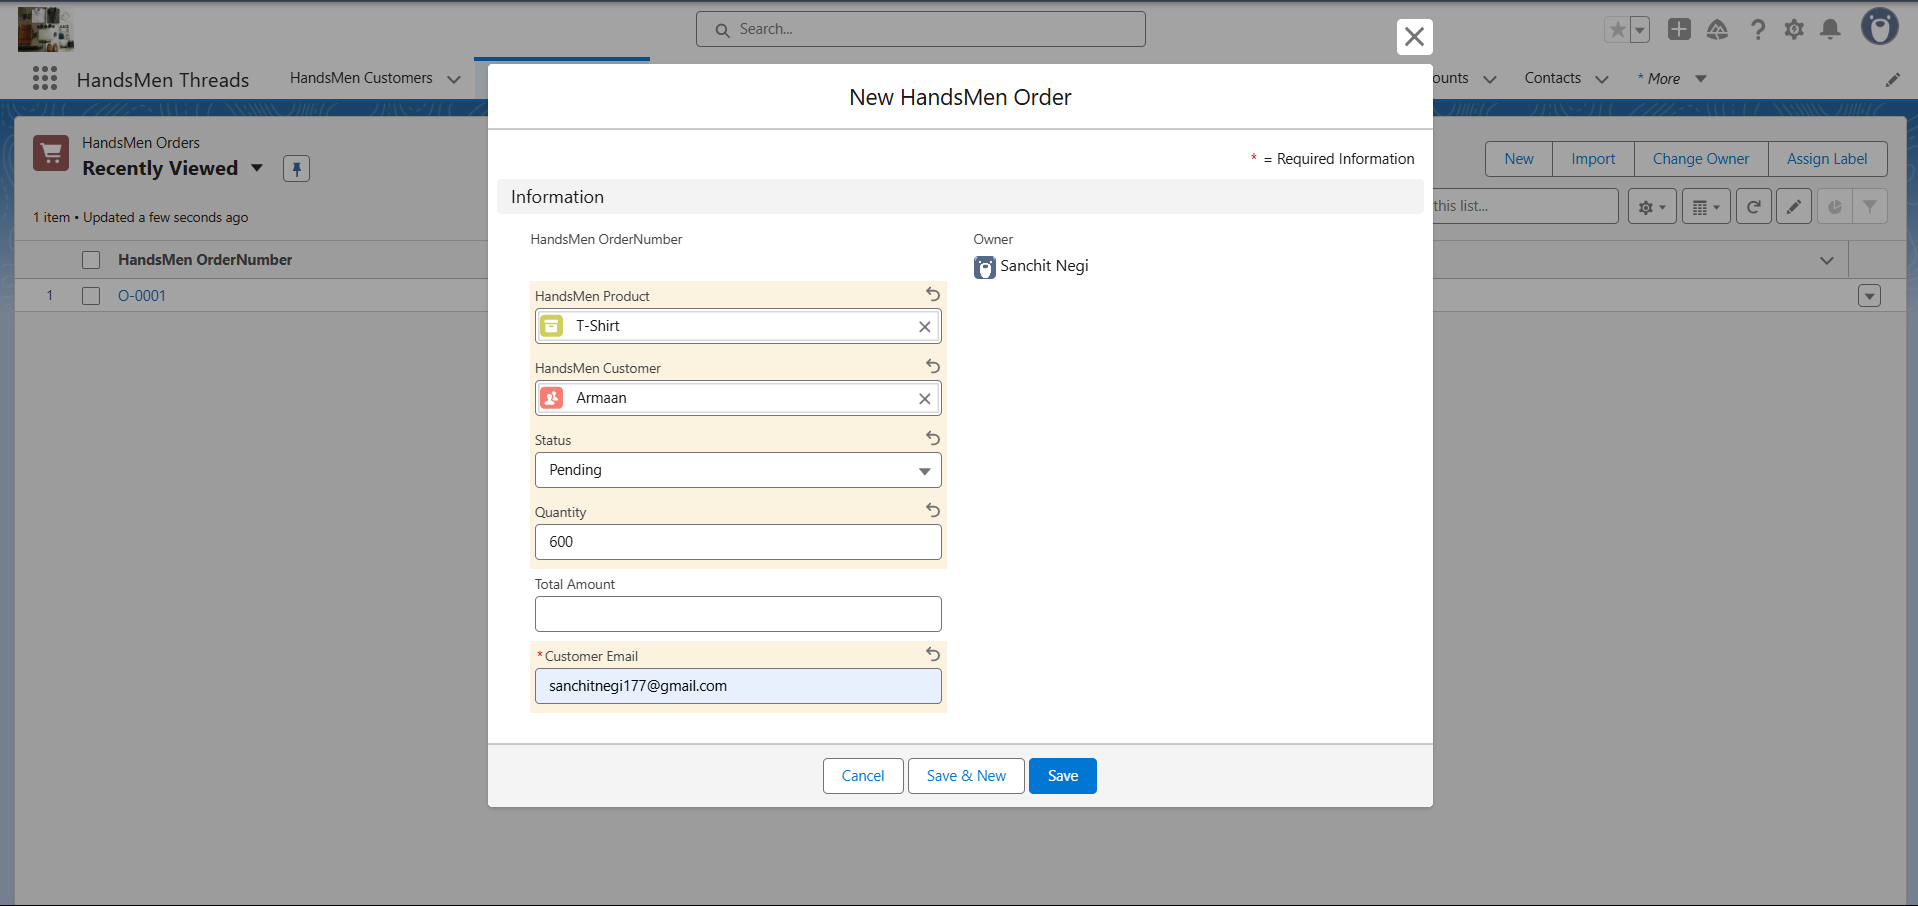 Search...
HandsMen Threads
HandsMen Customers
ounts
Contacts
* More
HandsMen Orders
Recently Viewed
1 item • Updated a few seconds ago
New
Import
Change Owner
Assign Label
this list...
HandsMen OrderNumber
1
O-0001
New HandsMen Order
* = Required Information
Information
HandsMen OrderNumber
Owner
Sanchit Negi
HandsMen Product
T-Shirt
HandsMen Customer
Armaan
Status
Pending
Quantity
600
Total Amount
*Customer Email
sanchitnegi177@gmail.com
Cancel
Save & New
Save